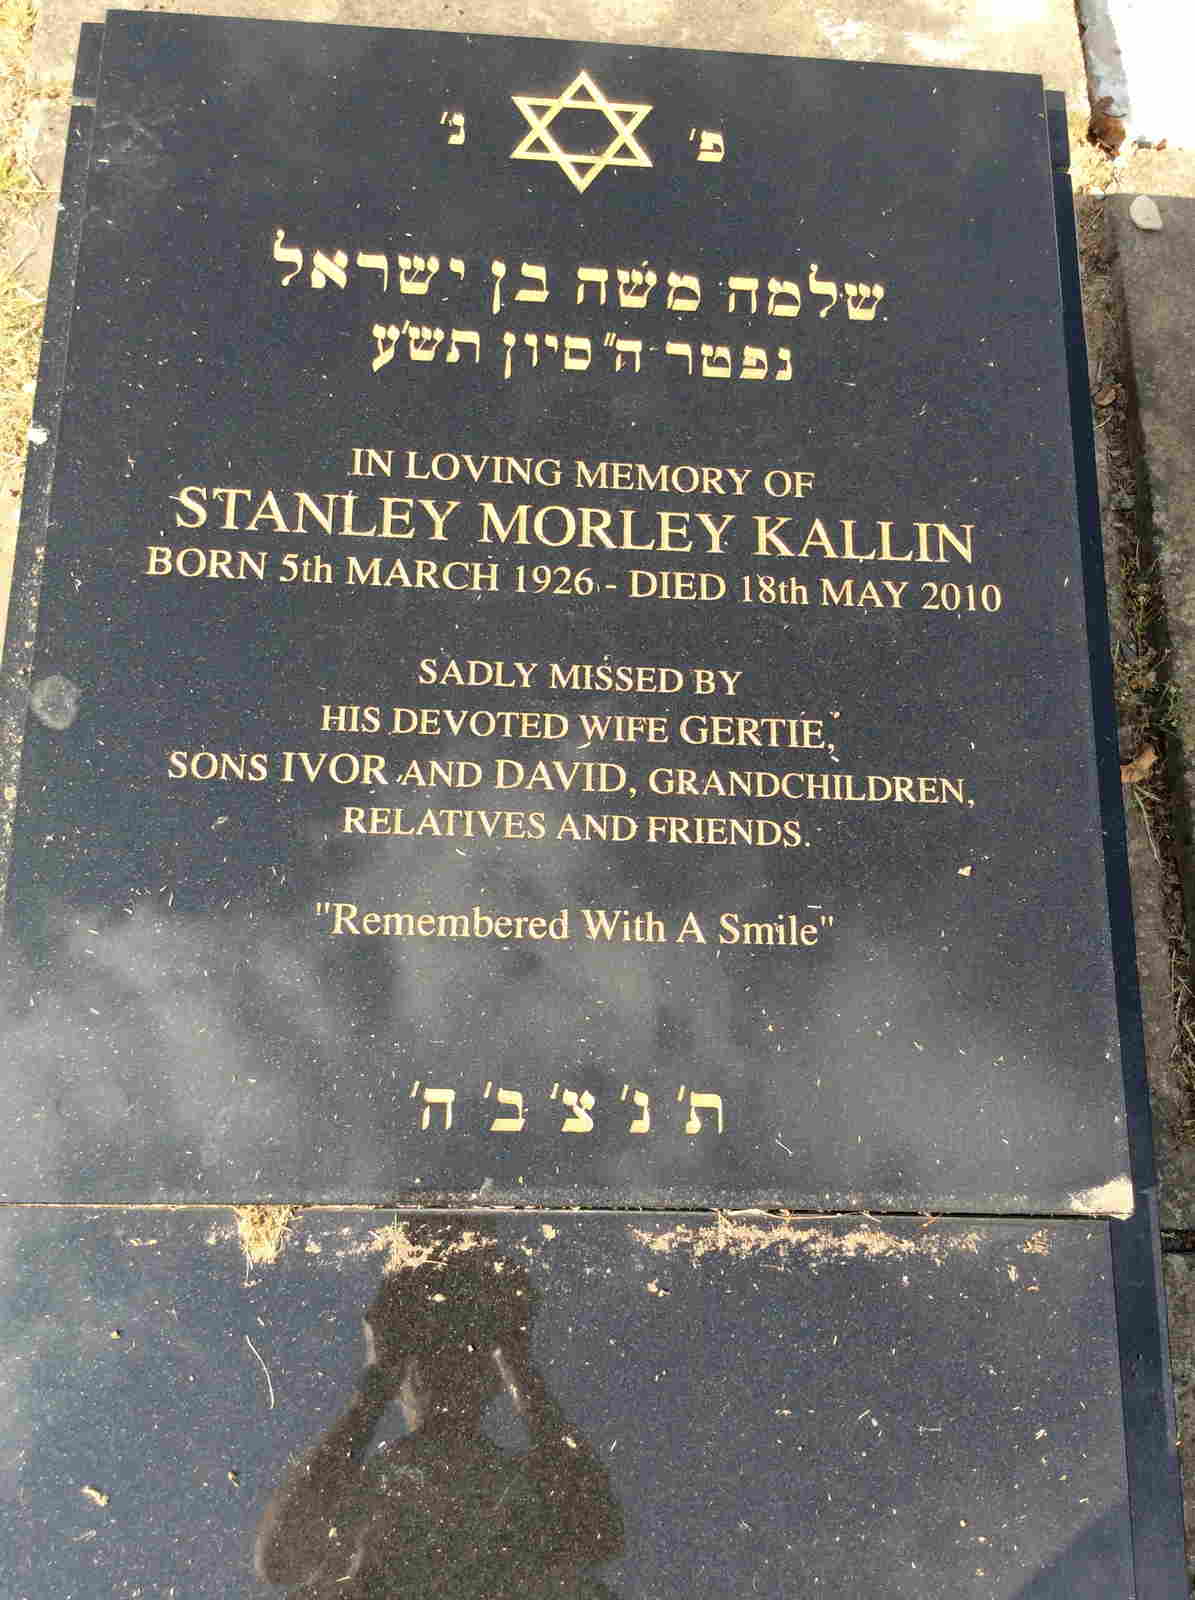 פ' נ'
שלמה משה בן ישראל
נפטר ה" סיון תש'ע
IN LOVING MEMORY OF
STANLEY MORLEY KALLIN
BORN 5th MARCH 1926 - DIED 18th MAY 2010
SADLY MISSED BY
HIS DEVOTED WIFE GERTIE,
SONS IVOR AND DAVID, GRANDCHILDREN,
RELATIVES AND FRIENDS.
"Remembered With A Smile"
ת' נ' צ' ב' ה'